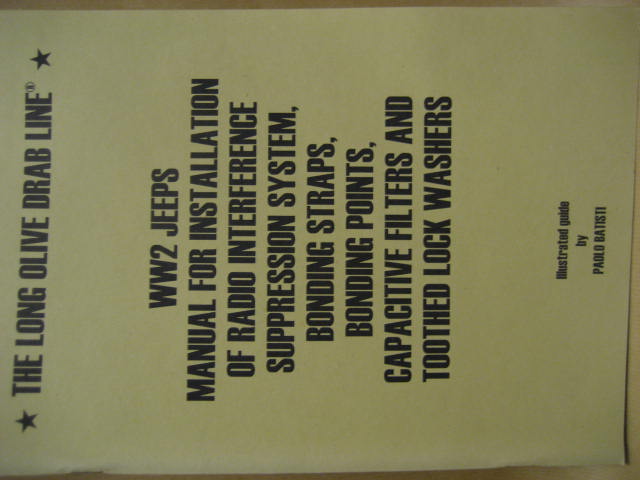 ★ THE LONG OLIVE DRAB LINE® ★
WW2 JEEPS
MANUAL FOR INSTALLATION
OF RADIO INTERFERENCE
SUPPRESSION SYSTEM,
BONDING STRAPS,
BONDING POINTS,
CAPACITIVE FILTERS AND
TOOTHED LOCK WASHERS
Illustrated guide
by
PAOLO BATISTI